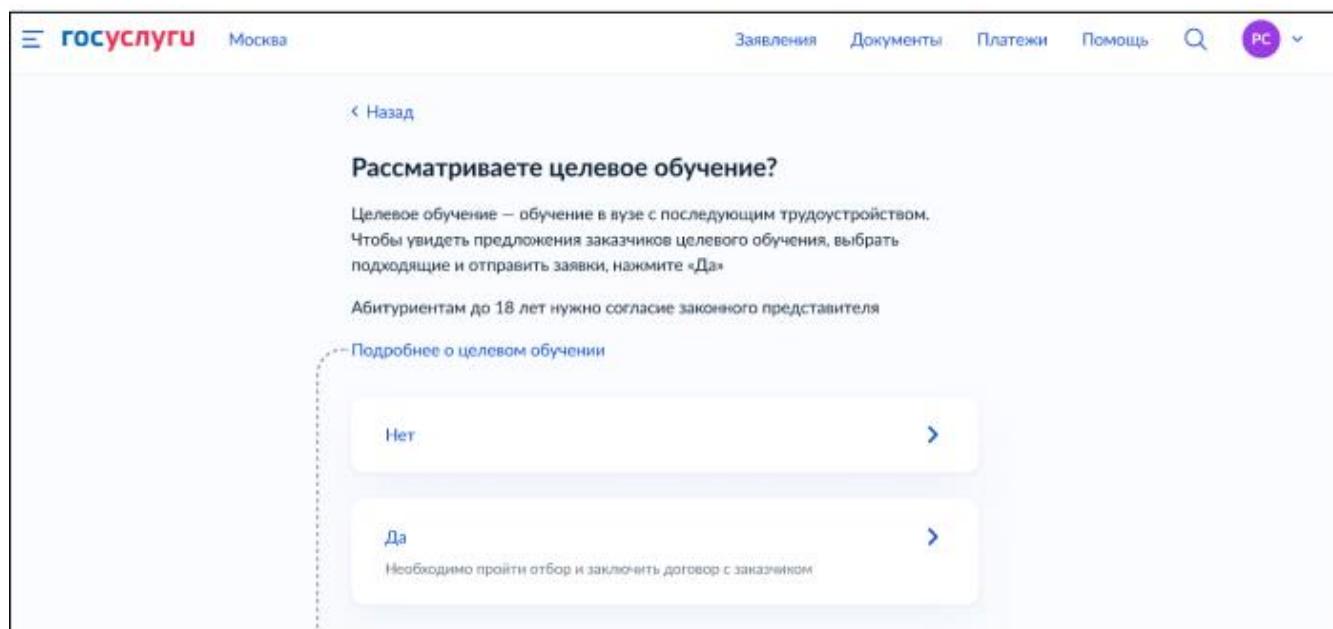 госуслуги Москва Заявления Документы Платежи Помощь РС
Назад
Рассматриваете целевое обучение?
Целевое обучение — обучение в вузе с последующим трудоустройством.
Чтобы увидеть предложения заказчиков целевого обучения, выбрать
подходящие и отправить заявки, нажмите «Да»
Абитуриентам до 18 лет нужно согласие законного представителя
Подробнее о целевом обучении
Нет
Да
Необходимо пройти отбор и заключить договор с заказчиком